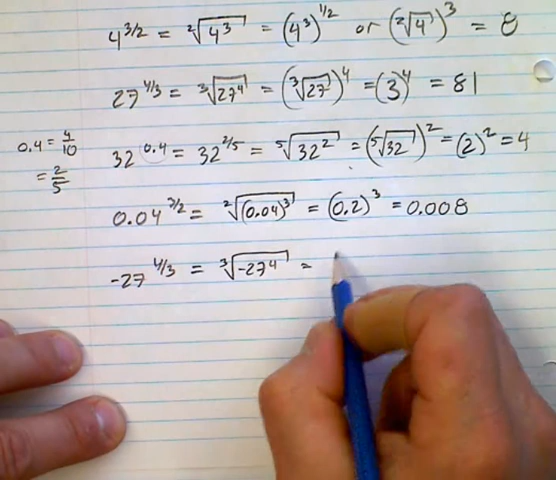 4^{3/2} = ²√4³ = (4³)^{1/2} or (²√4)³ = 8
27^{4/3} = ³√27⁴ = (³√27)⁴ = (3)⁴ = 81
0.4 = 4/10
= 2/5
32^{0.4} = 32^{2/5} = ⁵√32² = (⁵√32)² = (2)² = 4
0.04^{3/2} = ²√(0.04)³ = (0.2)³ = 0.008
-27^{4/3} = ³√-27⁴ =